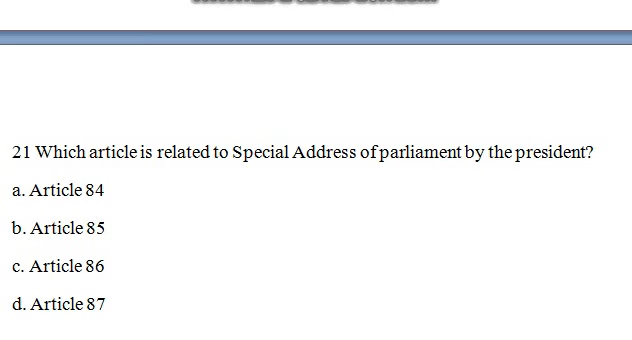 21 Which article is related to Special Address of parliament by the president?
a. Article 84
b. Article 85
c. Article 86
d. Article 87